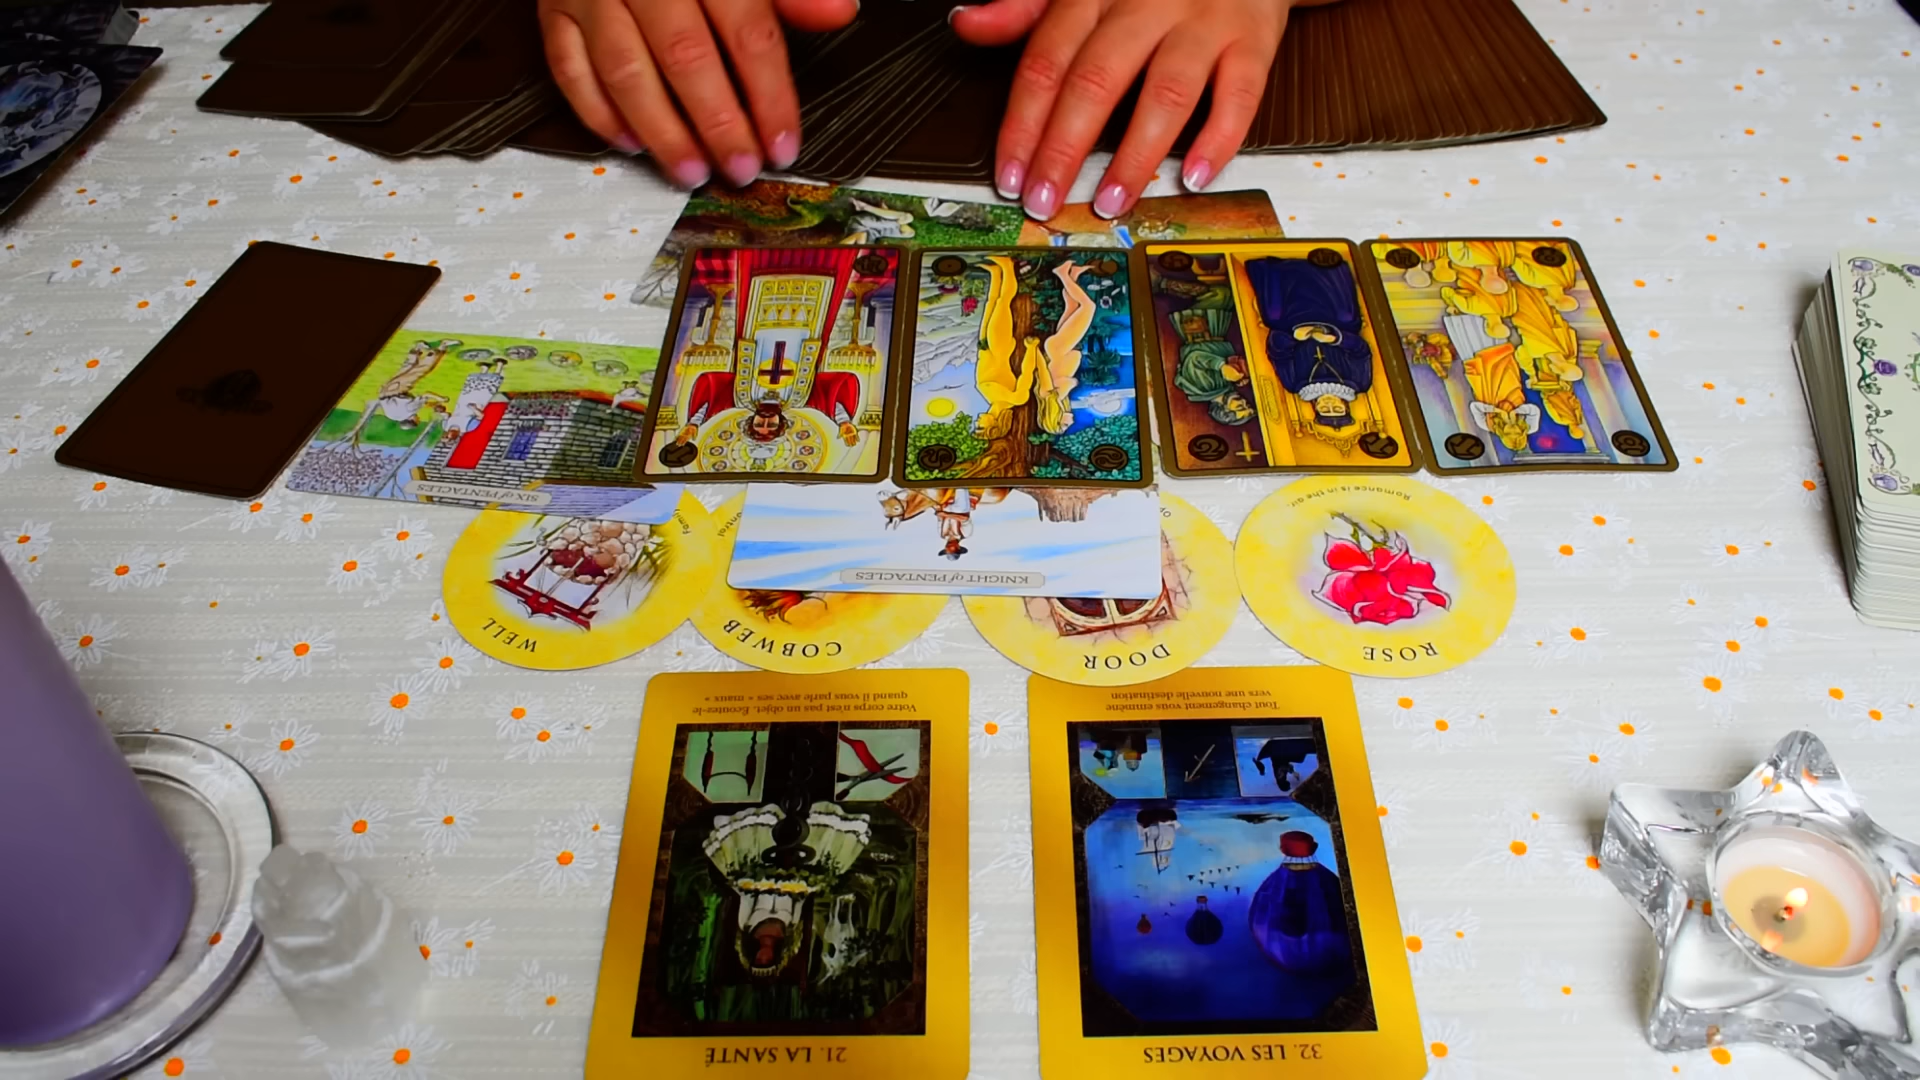 SIX of PENTACLES
KNIGHT of PENTACLES
Family
ontrol
Romance is in the air.
WELL
COBWEB
DOOR
ROSE
Votre corps n'est pas un objet. Écoutez-le
quand il vous parle avec ses « maux »
21. LA SANTÉ
Tout changement vous emmène
vers une nouvelle destination
32. LES VOYAGES